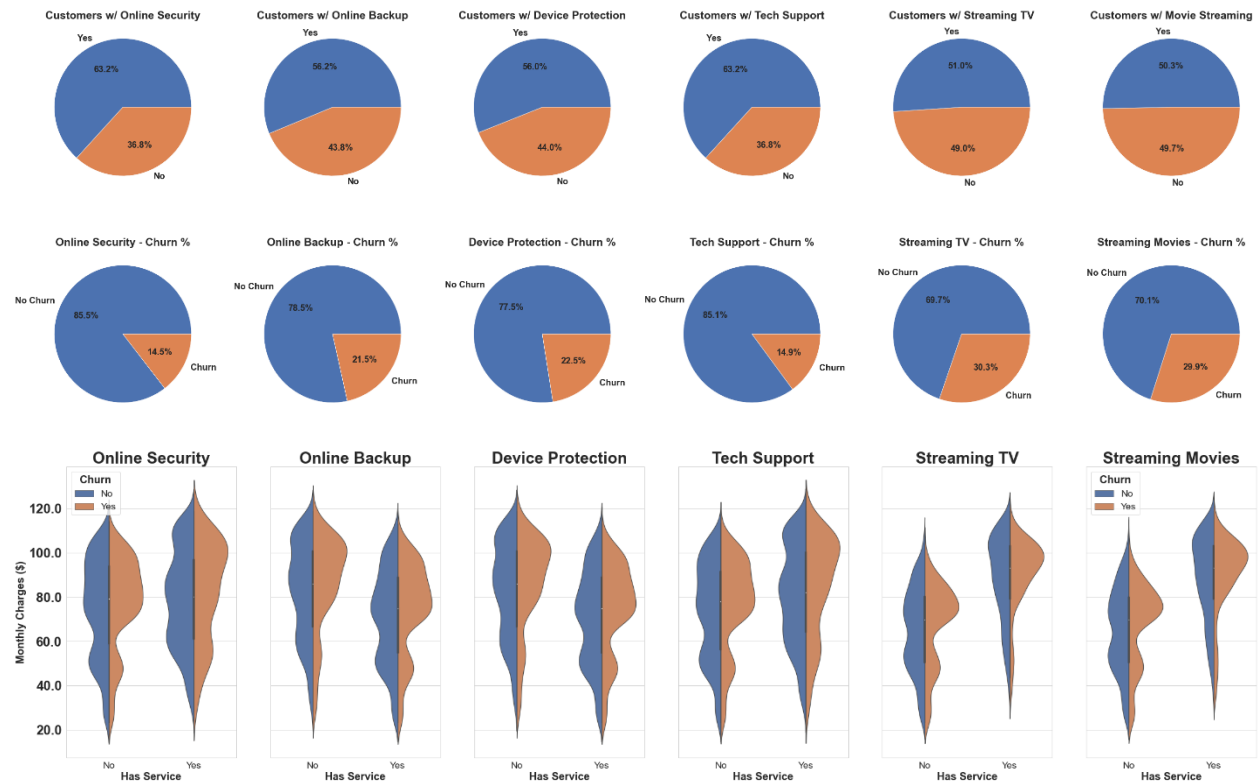 Customers w/ Online Security
Customers w/ Online Backup
Customers w/ Device Protection
Customers w/ Tech Support
Customers w/ Streaming TV
Customers w/ Movie Streaming
Yes
63.2%
36.8%
No
Yes
56.2%
43.8%
No
Yes
56.0%
44.0%
No
Yes
63.2%
36.8%
No
Yes
51.0%
49.0%
No
Yes
50.3%
49.7%
No
Online Security - Churn %
Online Backup - Churn %
Device Protection - Churn %
Tech Support - Churn %
Streaming TV - Churn %
Streaming Movies - Churn %
No Churn
85.5%
14.5%
Churn
No Churn
78.5%
21.5%
Churn
No Churn
77.5%
22.5%
Churn
No Churn
85.1%
14.9%
Churn
No Churn
69.7%
30.3%
Churn
No Churn
70.1%
29.9%
Churn
Online Security
Online Backup
Device Protection
Tech Support
Streaming TV
Streaming Movies
Churn
No
Yes
Churn
No
Yes
Monthly Charges ($)
120.0
100.0
80.0
60.0
40.0
20.0
No
Yes
Has Service
No
Yes
Has Service
No
Yes
Has Service
No
Yes
Has Service
No
Yes
Has Service
No
Yes
Has Service